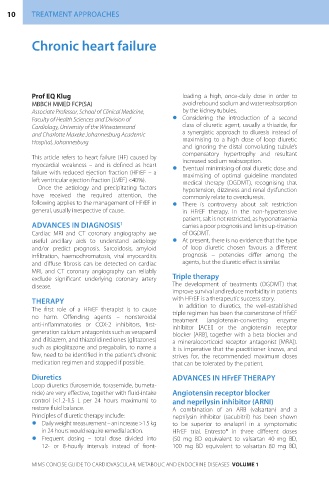 10 TREATMENT APPROACHES
Chronic heart failure
Prof EQ Klug
MBBCH MMED FCP(SA)
Associate Professor, School of Clinical Medicine,
Faculty of Health Sciences and Division of
Cardiology, University of the Witwatersrand
and Charlotte Maxeke Johannesburg Academic
Hospital, Johannesburg
This article refers to heart failure (HF) caused by
myocardial weakness – and is defined as heart
failure with reduced ejection fraction (HFrEF – a
left ventricular ejection fraction [LVEF] <40%).
Once the aetiology and precipitating factors
have received the required attention, the
following applies to the management of HFrEF in
general, usually irrespective of cause.
ADVANCES IN DIAGNOSIS¹
Cardiac MRI and CT coronary angiography are
useful ancillary aids to understand aetiology
and/or predict prognosis. Sarcoidosis, amyloid
infiltration, haemochromatosis, viral myocarditis
and diffuse fibrosis can be detected on cardiac
MRI, and CT coronary angiography can reliably
exclude significant underlying coronary artery
disease.
THERAPY
The first role of a HFrEF therapist is to cause
no harm. Offending agents – nonsteroidal
anti-inflammatories or COX-2 inhibitors, first-
generation calcium antagonists such as verapamil
and diltiazem, and thiazolidinediones (glitazones)
such as pioglitazone and pregabolin, to name a
few, need to be identified in the patient's chronic
medication regimen and stopped if possible.
Diuretics
Loop diuretics (furosemide, torasemide, bumeta-
nide) are very effective, together with fluid-intake
control (<1.2-1.5 L per 24 hours maximum) to
restore fluid balance.
Principles of diuretic therapy include:
• Daily weight measurement – an increase >1.5 kg
in 24 hours would require remedial action.
• Frequent dosing – total dose divided into
12- or 8-hourly intervals instead of front-
loading a high, once-daily dose in order to
avoid rebound sodium and water reabsorption
by the kidney tubules.
• Considering the introduction of a second
class of diuretic agent, usually a thiazide, for
a synergistic approach to diuresis instead of
maximising to a high dose of loop diuretic
and ignoring the distal convoluting tubule's
compensatory hypertrophy and resultant
increased sodium reabsorption.
• Eventual minimising of oral diuretic dose and
maximising of optimal guideline mandated
medical therapy (OGDMT), recognising that
hypotension, dizziness and renal dysfunction
commonly relate to overdiuresis.
• There is controversy about salt restriction
in HFrEF therapy. In the non-hypertensive
patient, salt is not restricted, as hyponatraemia
carries a poor prognosis and limits up-titration
of OGDMT.
• At present, there is no evidence that the type
of loop diuretic chosen favours a different
prognosis – potencies differ among the
agents, but the diuretic effect is similar.
Triple therapy
The development of treatments (OGDMT) that
improve survival and reduce morbidity in patients
with HFrEF is a therapeutic success story.
In addition to diuretics, the well-established
triple regimen has been the cornerstone of HFrEF
treatment (angiotensin-converting enzyme
inhibitor [ACEI] or the angiotensin receptor
blocker [ARB], together with a beta blocker and
a mineralocorticoid receptor antagonist [MRA]).
It is imperative that the practitioner knows, and
strives for, the recommended maximum doses
that can be tolerated by the patient.
ADVANCES IN HFrEF THERAPY
Angiotensin receptor blocker
and neprilysin inhibitor (ARNI)
A combination of an ARB (valsartan) and a
neprilysin inhibitor (sacubitril) has been shown
to be superior to enalapril in a symptomatic
HFrEF trial. Entresto® in three different doses
(50 mg BD equivalent to valsartan 40 mg BD,
100 mg BD equivalent to valsartan 80 mg BD,
MIMS CONCISE GUIDE TO CARDIOVASCULAR, METABOLIC AND ENDOCRINE DISEASES VOLUME 1